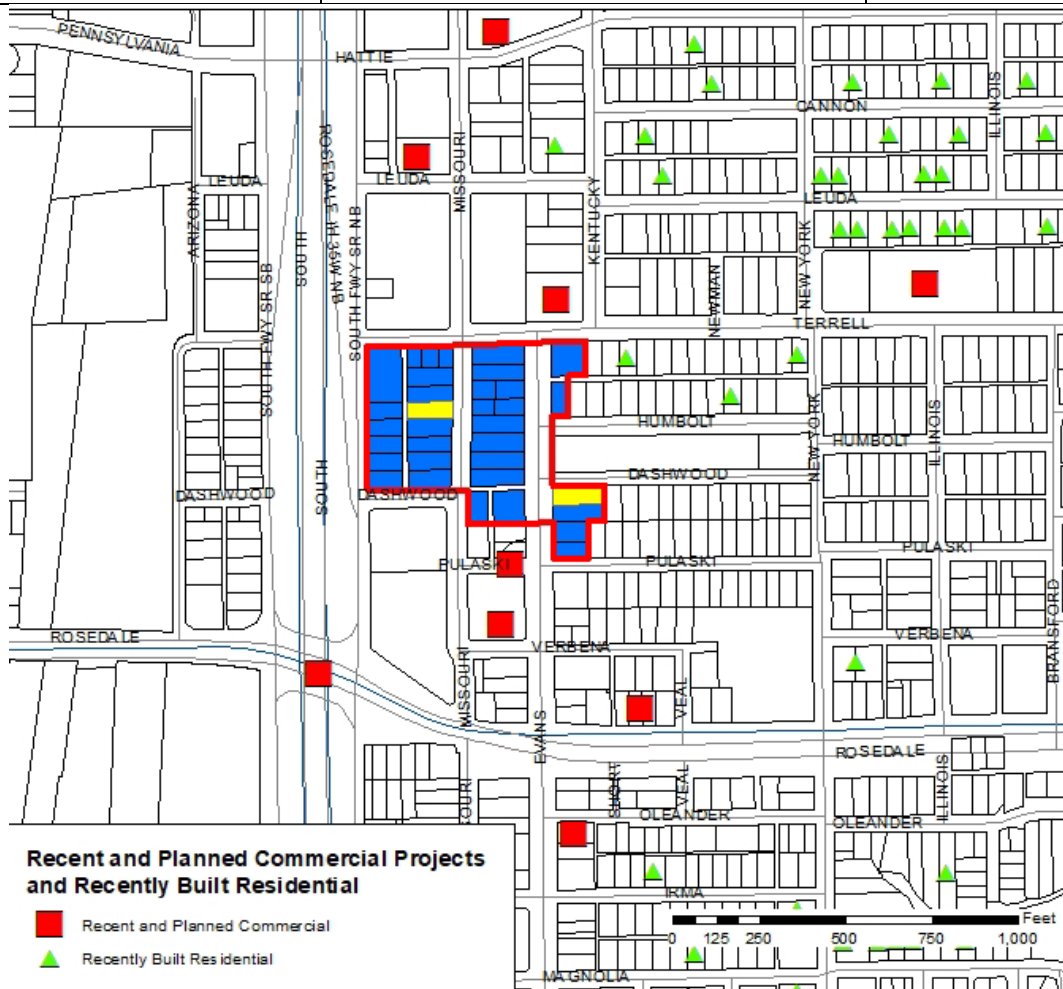 PENNSYLVANIA
HATTIE
CANNON
ILLINOIS
MISSOURI
LEUDA
LEUDA
LEUDA
ARIZONA
ROSEDALE IH 35W NB
SOUTH
SOUTH FWY SR NB
SOUTH FWY SR SB
KENTUCKY
NEWMAN
NEW YORK
TERRELL
HUMBOLT
HUMBOLT
NEW YORK
ILLINOIS
DASHWOOD
DASHWOOD
DASHWOOD
SOUTH
PULASKI
PULASKI
PULASKI
ROSEDALE
VERBENA
VERBENA
BRANSFORD
MISSOURI
EVANS
VEAL
ROSEDALE
SHORT
VEAL
ILLINOIS
OURI
OLEANDER
OLEANDER
IRMA
MAGNOLIA
Recent and Planned Commercial Projects
and Recently Built Residential
Recent and Planned Commercial
Recently Built Residential
Feet
0 125 250 500 750 1,000